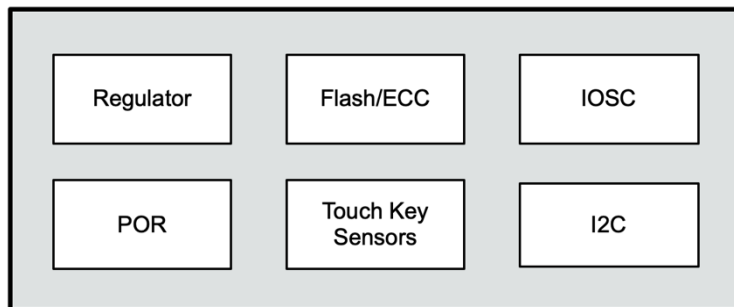 Regulator
Flash/ECC
IOSC
POR
Touch Key
Sensors
I2C